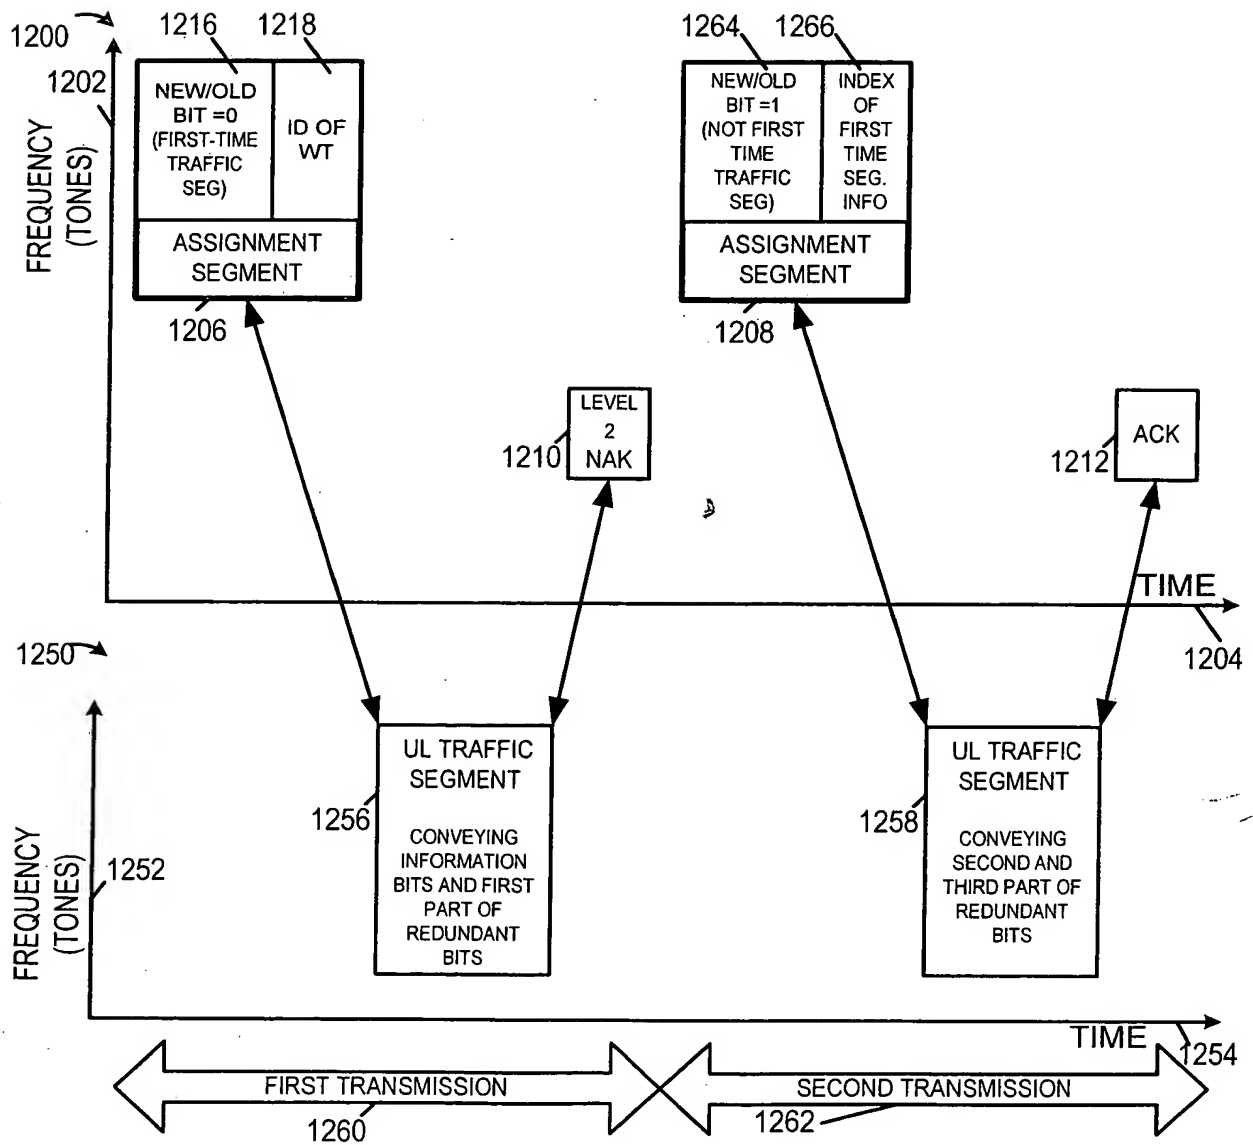 1200
1216
1218
1264
1266
1202
FREQUENCY
(TONES)
NEW/OLD
BIT =0
(FIRST-TIME
TRAFFIC
SEG)
ID OF
WT
ASSIGNMENT
SEGMENT
1206
NEW/OLD
BIT =1
(NOT FIRST
TIME
TRAFFIC
SEG)
INDEX
OF
FIRST
TIME
SEG.
INFO
ASSIGNMENT
SEGMENT
1208
LEVEL
2
NAK
1210
ACK
1212
TIME
1204
1250
FREQUENCY
(TONES)
1252
UL TRAFFIC
SEGMENT
CONVEYING
INFORMATION
BITS AND FIRST
PART OF
REDUNDANT
BITS
1256
UL TRAFFIC
SEGMENT
CONVEYING
SECOND AND
THIRD PART OF
REDUNDANT
BITS
1258
TIME
1254
FIRST TRANSMISSION
1260
SECOND TRANSMISSION
1262